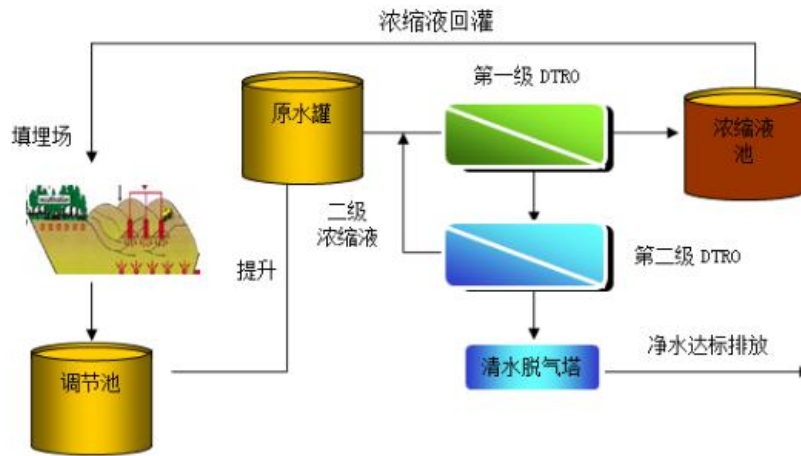 浓缩液回灌
第一级 DTRO
原水罐
浓缩液
池
填埋场
二级
浓缩液
提升
第二级 DTRO
调节池
清水脱气塔
净水达标排放